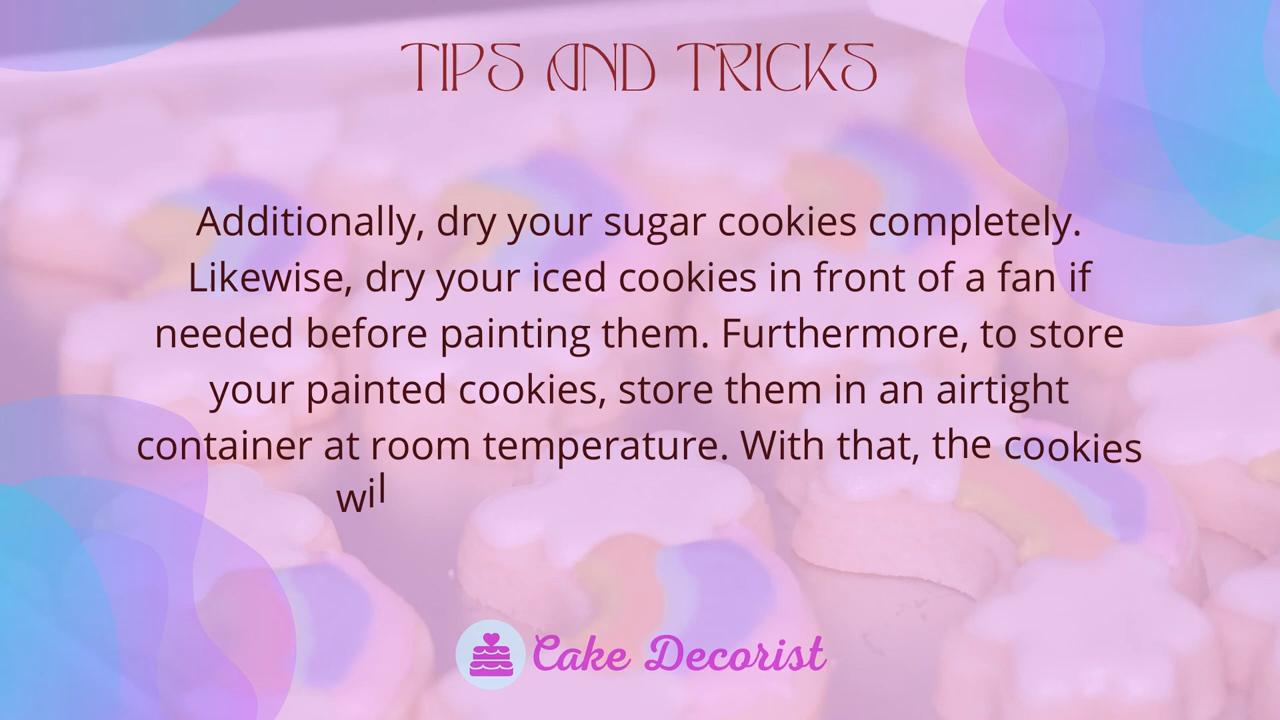 TIPS AND TRICKS
Additionally, dry your sugar cookies completely.
Likewise, dry your iced cookies in front of a fan if
needed before painting them. Furthermore, to store
your painted cookies, store them in an airtight
container at room temperature. With that, the cookies
wil
Cake Decorist